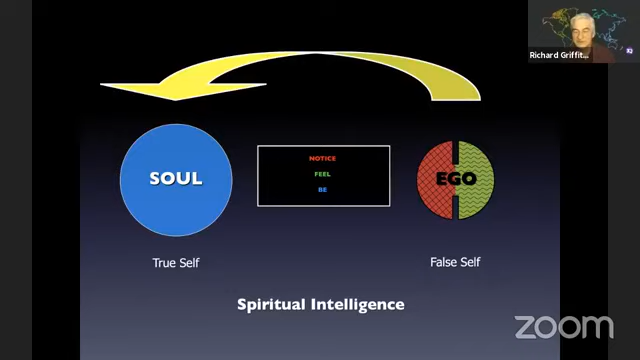 Richard Griffit...
NOTICE
FEEL
BE
SOUL
EGO
True Self
False Self
Spiritual Intelligence
zoom